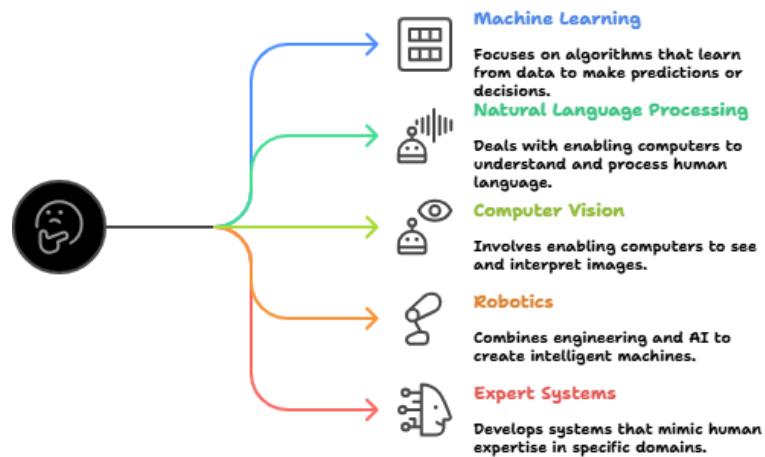 Machine Learning
Focuses on algorithms that learn
from data to make predictions or
decisions.
Natural Language Processing
Deals with enabling computers to
understand and process human
language.
Computer Vision
Involves enabling computers to see
and interpret images.
Robotics
Combines engineering and AI to
create intelligent machines.
Expert Systems
Develops systems that mimic human
expertise in specific domains.